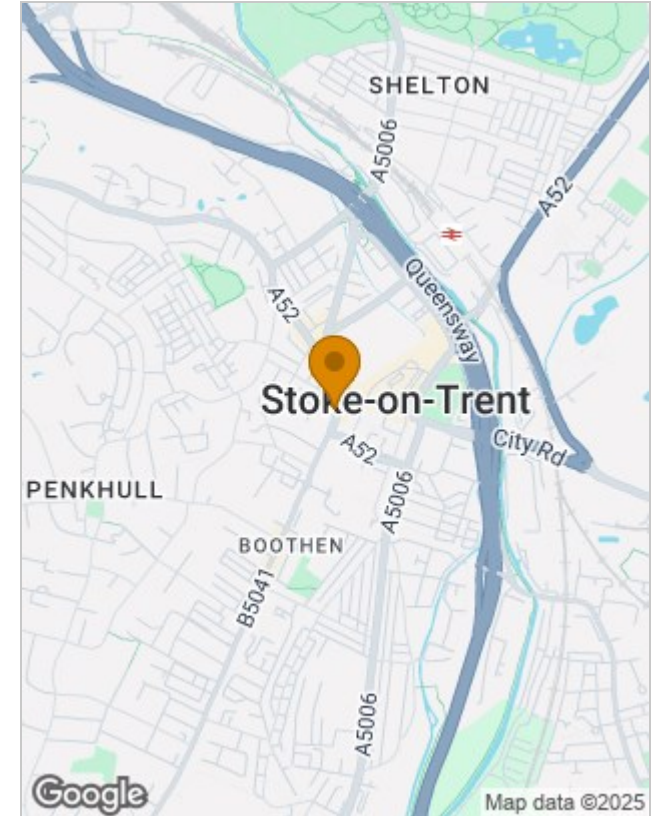 SHELTON
A5006
A52
Queensway
A52
Stoke-on-Trent
A52
City Rd
PENKHULL
A5006
BOOTHEN
B5041
A5006
Google
Map data ©2025